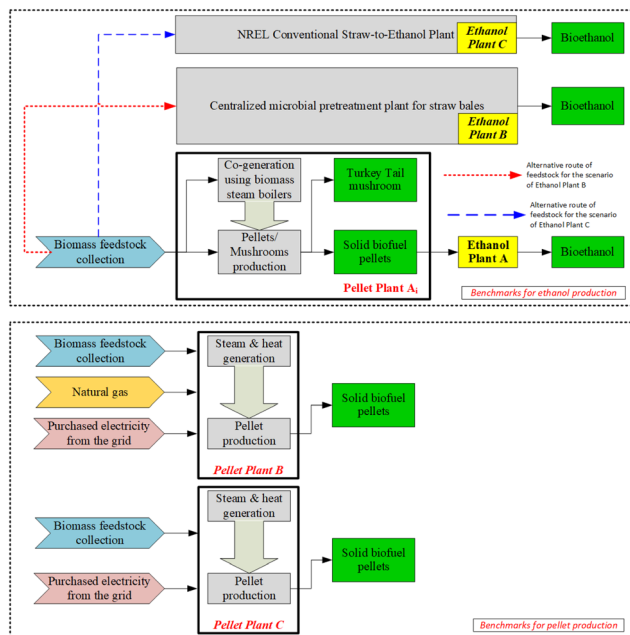 NREL Conventional Straw-to-Ethanol Plant
Ethanol
Plant C
Bioethanol
Centralized microbial pretreatment plant for straw bales
Ethanol
Plant B
Bioethanol
Co-generation
using biomass
steam boilers
Turkey Tail
mushroom
Alternative route of
feedstock for the scenario
of Ethanol Plant B
Alternative route of
feedstock for the scenario
of Ethanol Plant C
Biomass feedstock
collection
Pellets/
Mushrooms
production
Solid biofuel
pellets
Ethanol
Plant A
Bioethanol
Pellet Plant Ai
Benchmarks for ethanol production
Biomass feedstock
collection
Steam & heat
generation
Natural gas
Solid biofuel
pellets
Purchased electricity
from the grid
Pellet
production
Pellet Plant B
Steam & heat
generation
Biomass feedstock
collection
Solid biofuel
pellets
Purchased electricity
from the grid
Pellet
production
Pellet Plant C
Benchmarks for pellet production